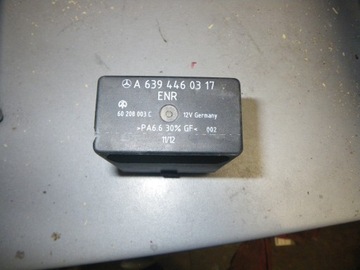 A 639 446 03 17
ENR
60 200 003 C 12V Germany
>PA6.6 30% GF< 002
11/12